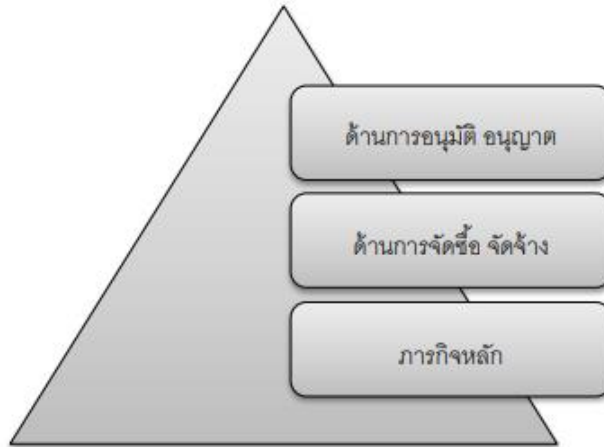 ด้านการอนุมัติ อนุญาต
ด้านการจัดซื้อ จัดจ้าง
ภารกิจหลัก